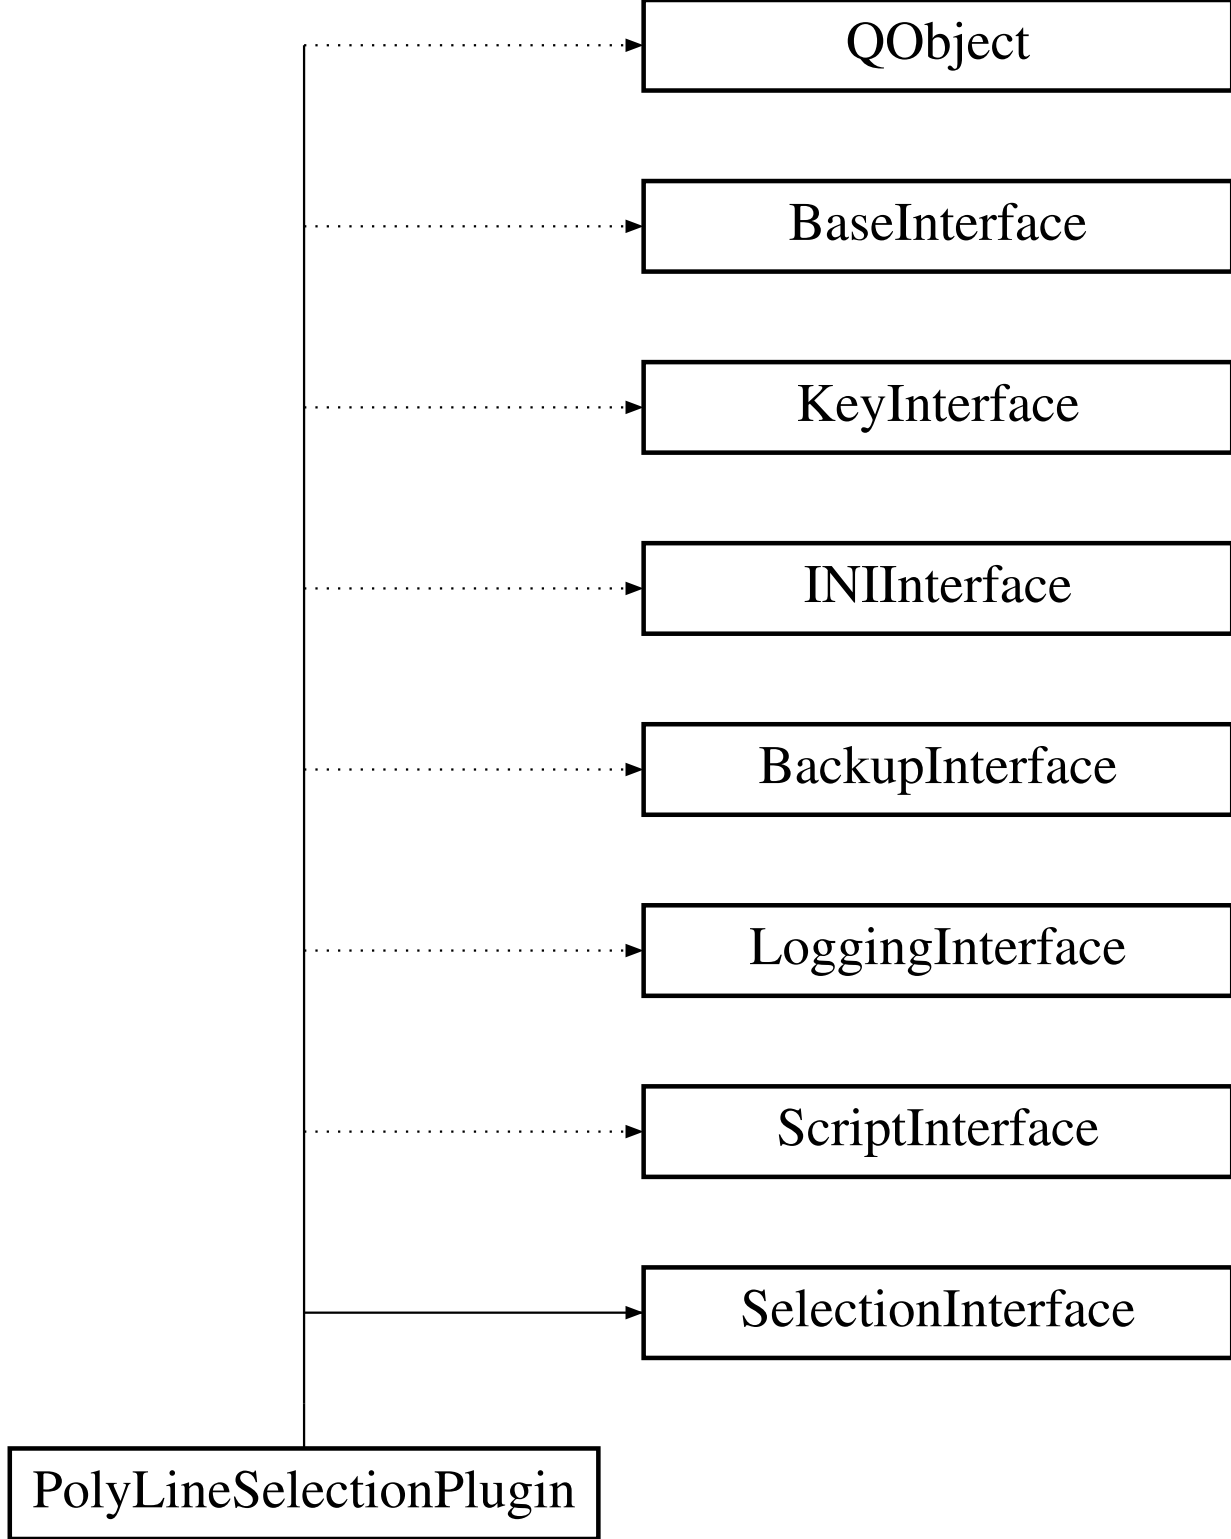 QObject
BaseInterface
KeyInterface
INIInterface
BackupInterface
LoggingInterface
ScriptInterface
SelectionInterface
PolyLineSelectionPlugin